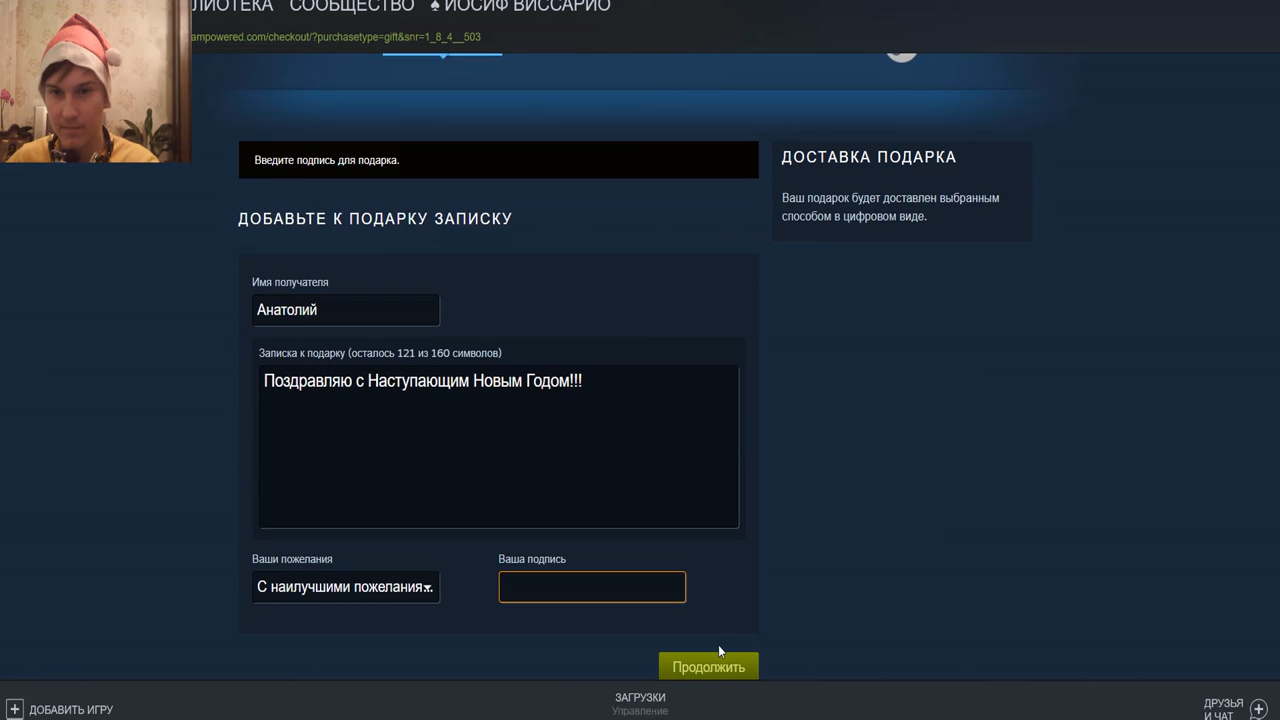 ЛИОТЕКА СООБЩЕСТВО ♠ ИОСИФ ВИССАРИО
ampowered.com/checkout/?purchasetype=gift&snr=1_8_4__503
Введите подпись для подарка.
ДОСТАВКА ПОДАРКА
Ваш подарок будет доставлен выбранным
способом в цифровом виде.
ДОБАВЬТЕ К ПОДАРКУ ЗАПИСКУ
Имя получателя
Анатолий
Записка к подарку (осталось 121 из 160 символов)
Поздравляю с Наступающим Новым Годом!!!
Ваши пожелания
Ваша подпись
С наилучшими пожелания..
Продолжить
ДОБАВИТЬ ИГРУ
ЗАГРУЗКИ
Управление
ДРУЗЬЯ
И ЧАТ